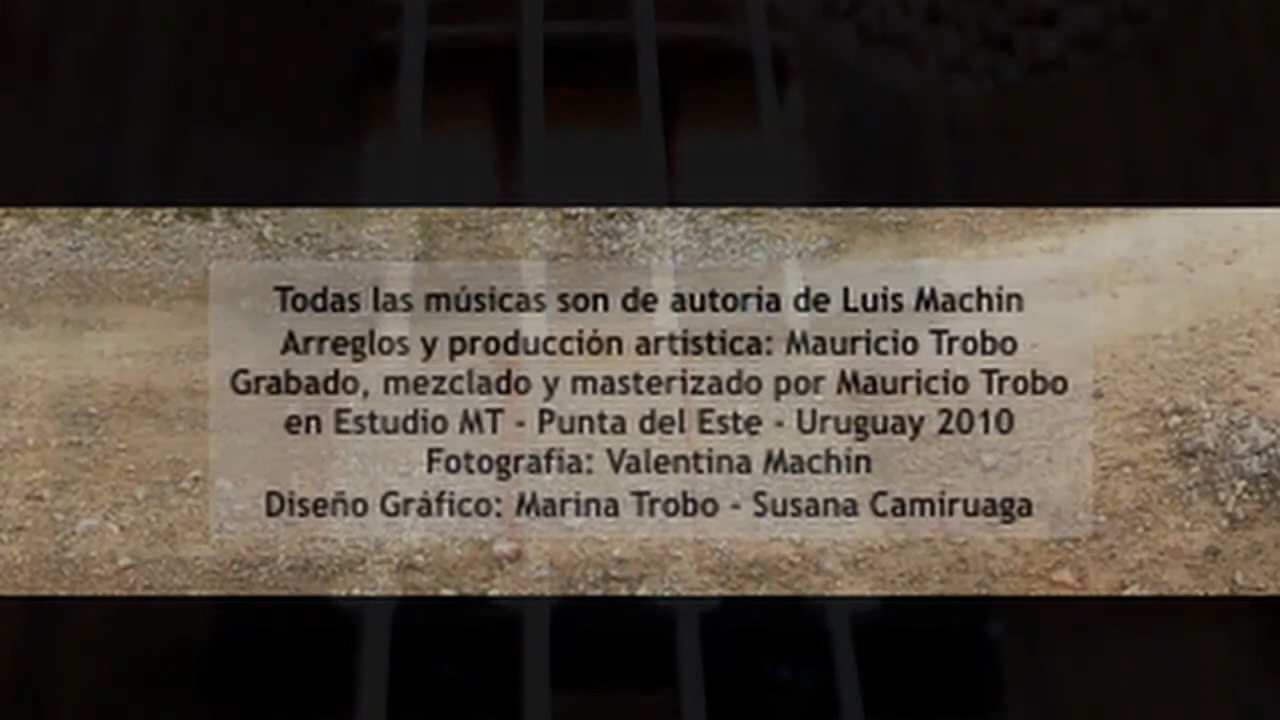 Todas las músicas son de autoria de Luis Machin
Arreglos y producción artistica: Mauricio Trobo
Grabado, mezclado y masterizado por Mauricio Trobo
en Estudio MT - Punta del Este - Uruguay 2010
Fotografia: Valentina Machin
Diseño Gráfico: Marina Trobo - Susana Camiruaga